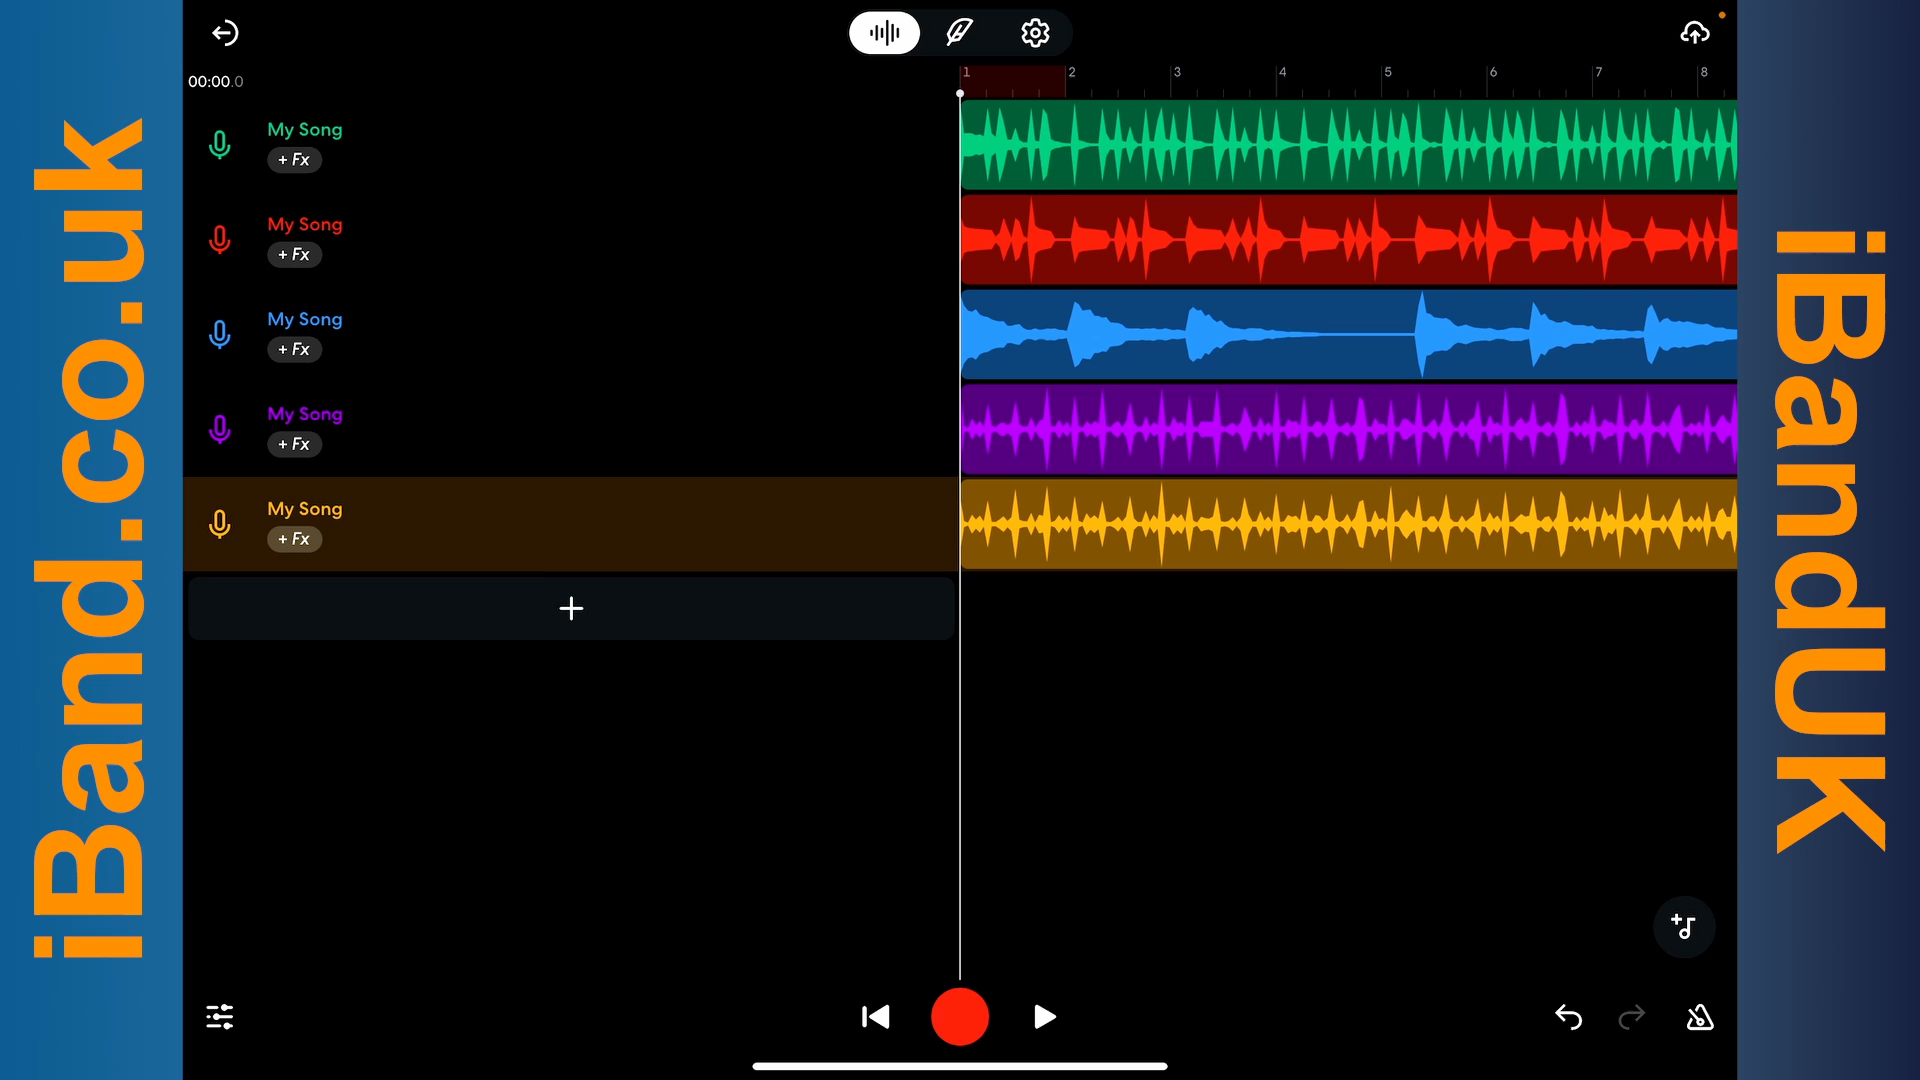 iBand.co.uk
00:00.0
1 2 3 4 5 6 7 8
My Song
+ Fx
My Song
+ Fx
My Song
+ Fx
My Song
+ Fx
My Song
+ Fx
iBandUK